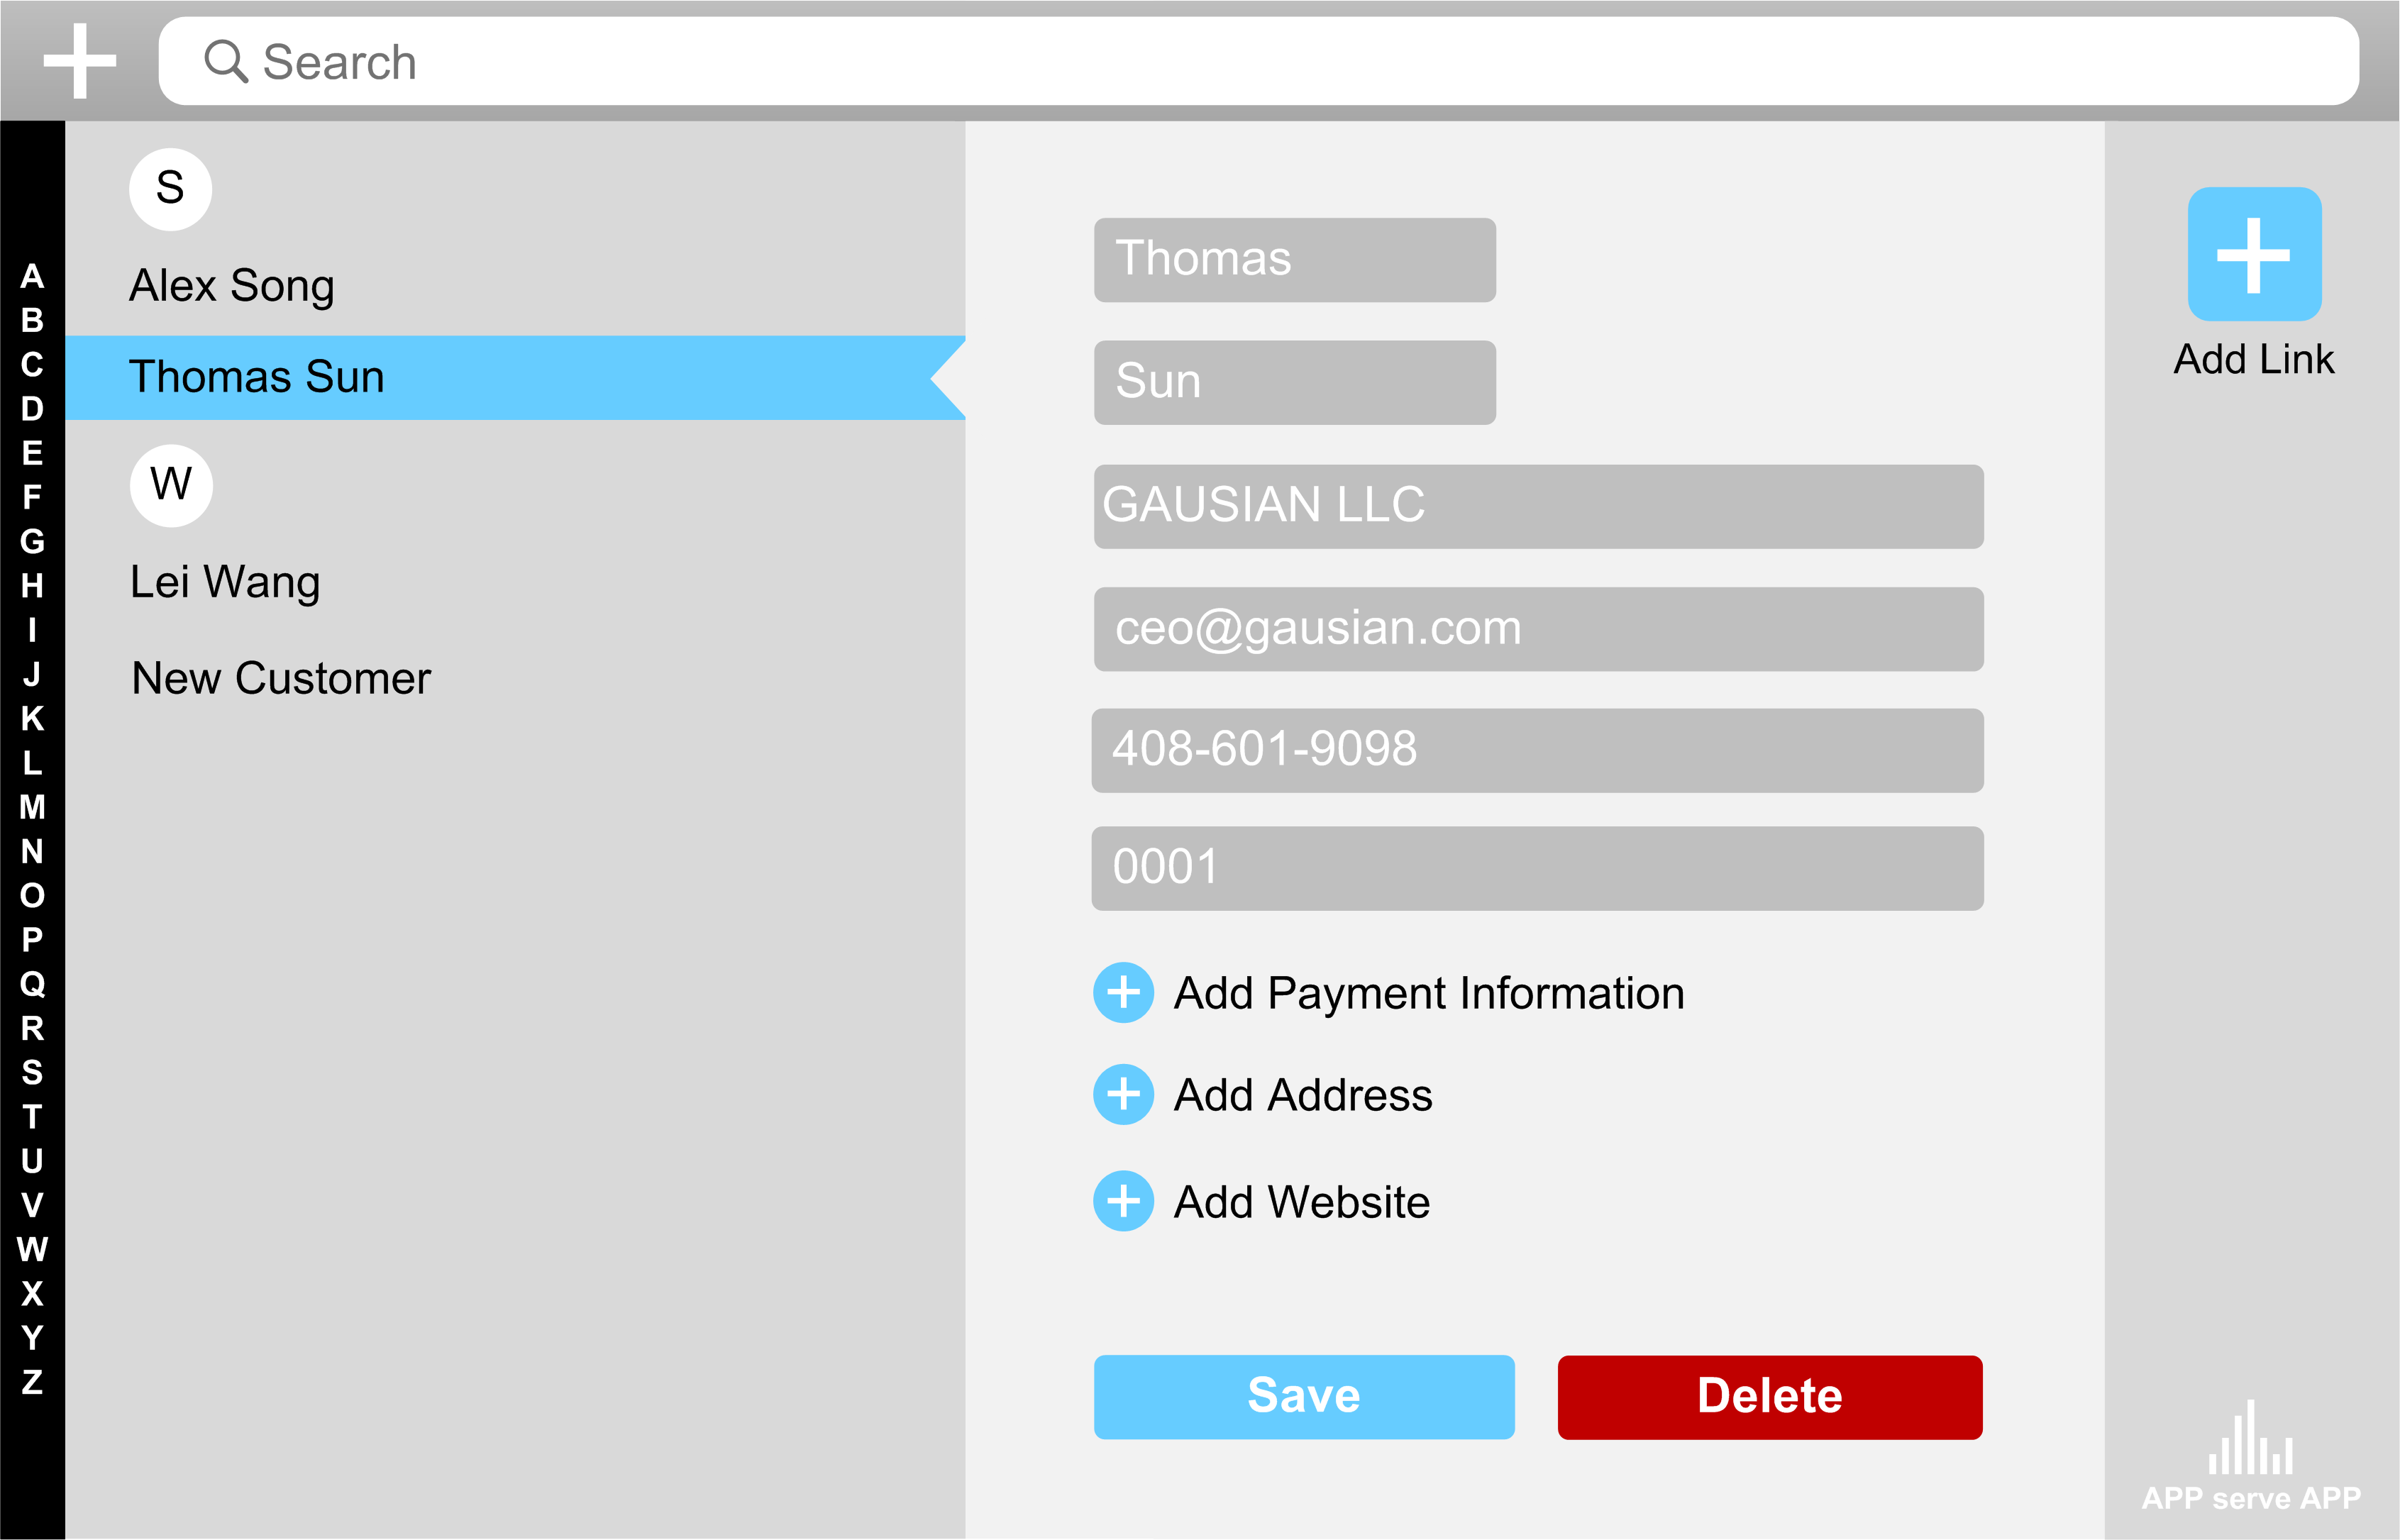 Search
A
B
C
D
E
F
G
H
I
J
K
L
M
N
O
P
Q
R
S
T
U
V
W
X
Y
Z
S
Alex Song
Thomas Sun
W
Lei Wang
New Customer
Thomas
Sun
GAUSIAN LLC
ceo@gausian.com
408-601-9098
0001
Add Payment Information
Add Address
Add Website
Save
Delete
Add Link
APP serve APP